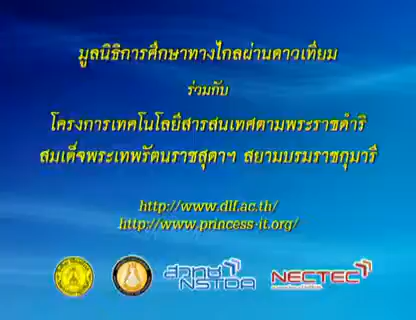 มูลนิธิการศึกษาทางไกลผ่านดาวเทียม
ร่วมกับ
โครงการเทคโนโลยีสารสนเทศตามพระราชดำริ
สมเด็จพระเทพรัตนราชสุดาฯ สยามบรมราชกุมารี
http://www.dlf.ac.th/
http://www.princess-it.org/
สวทช
NSTDA
NECTEC